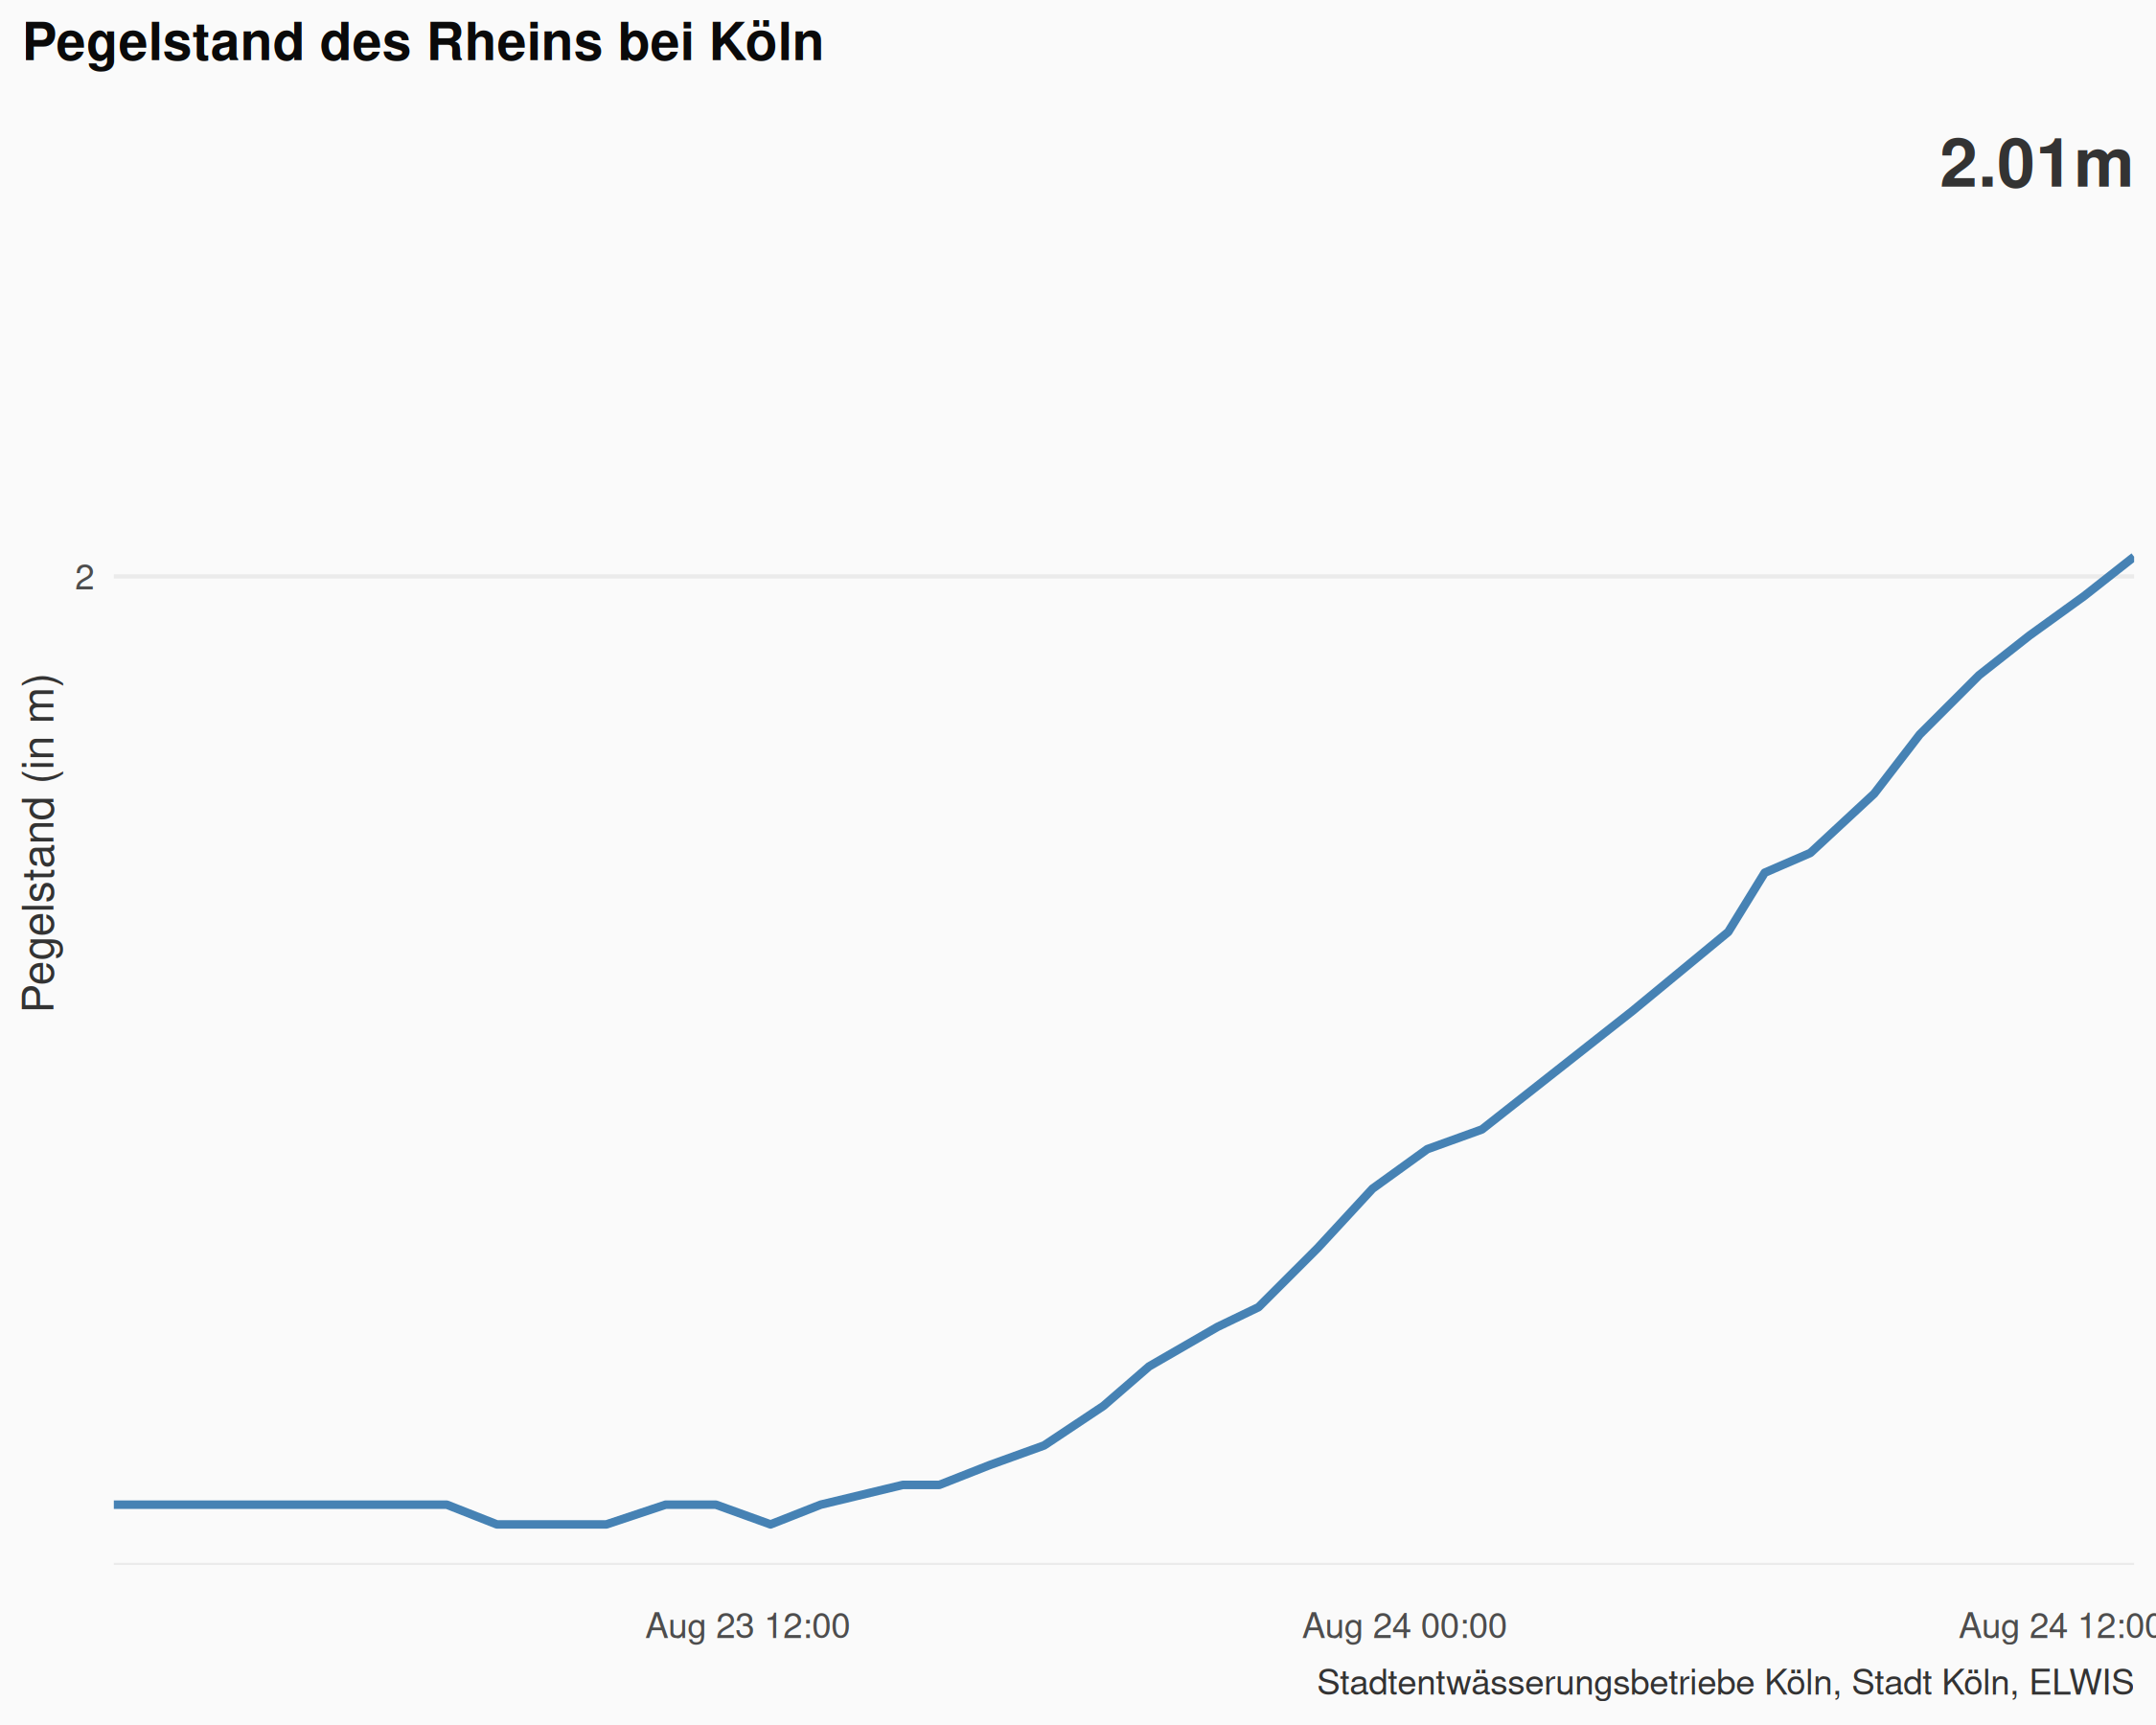 Pegelstand des Rheins bei Köln
2.01m
2
Pegelstand (in m)
Aug 23 12:00
Aug 24 00:00
Aug 24 12:00
Stadtentwässerungsbetriebe Köln, Stadt Köln, ELWIS